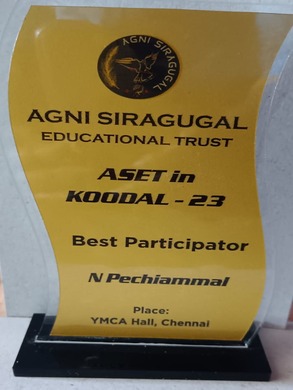 AGNI SIRAGUGAL
AGNI SIRAGUGAL
EDUCATIONAL TRUST
ASET in
KOODAL - 23
Best Participator
N Pechiammal
Place:
YMCA Hall, Chennai